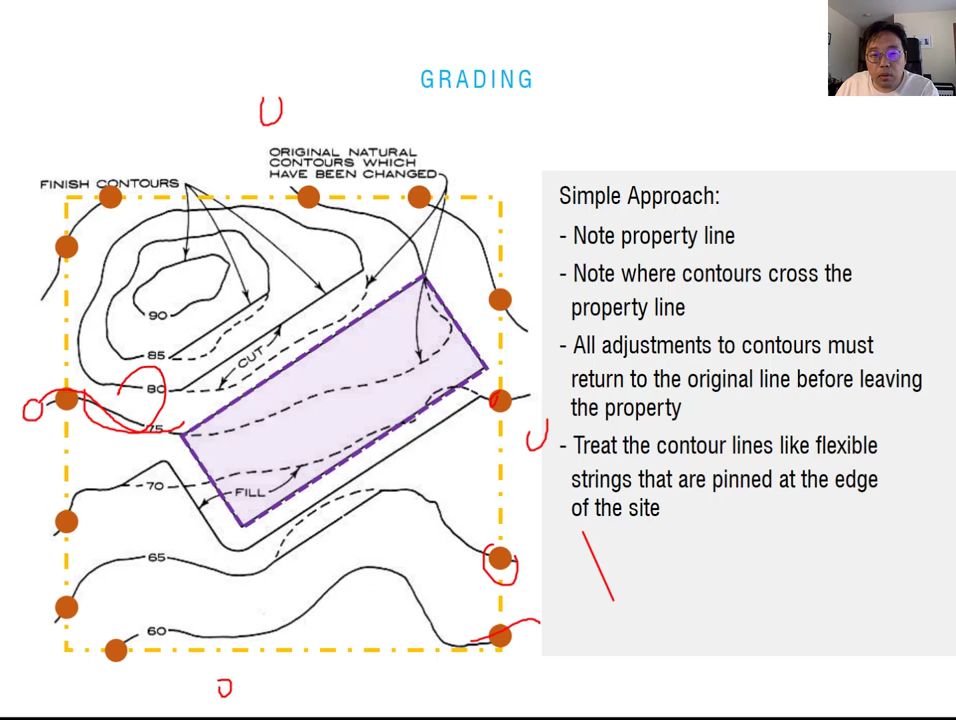 GRADING
ORIGINAL NATURAL
CONTOURS WHICH
HAVE BEEN CHANGED
FINISH CONTOURS
90
85
CUT
80
75
70
FILL
65
60
Simple Approach:
- Note property line
- Note where contours cross the
property line
- All adjustments to contours must
return to the original line before leaving
the property
- Treat the contour lines like flexible
strings that are pinned at the edge
of the site